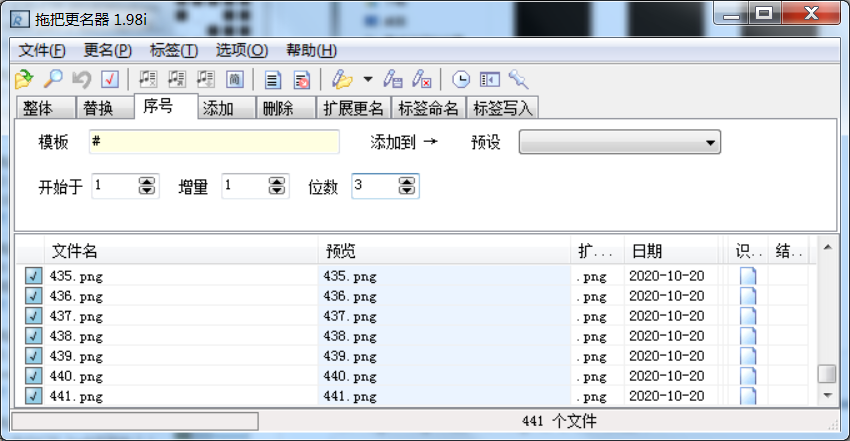 拖把更名器 1.98i
文件(F) 更名(P) 标签(T) 选项(O) 帮助(H)
简
整体 替换 序号 添加 删除 扩展更名 标签命名 标签写入
模板 # 添加到 → 预设
开始于 1 增量 1 位数 3
文件名 预览 扩... 日期 识.. 结..
435.png 435.png .png 2020-10-20
436.png 436.png .png 2020-10-20
437.png 437.png .png 2020-10-20
438.png 438.png .png 2020-10-20
439.png 439.png .png 2020-10-20
440.png 440.png .png 2020-10-20
441.png 441.png .png 2020-10-20
441 个文件